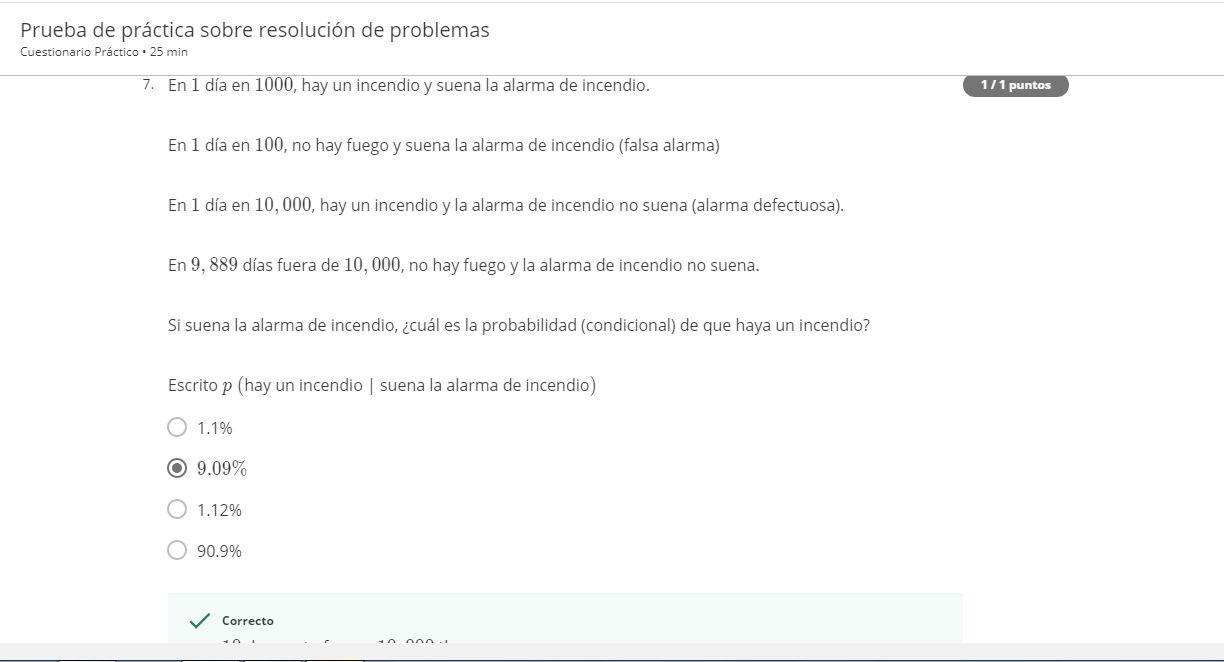 Prueba de práctica sobre resolución de problemas
Cuestionario Práctico • 25 min
7. En 1 día en 1000, hay un incendio y suena la alarma de incendio.
1 / 1 puntos
En 1 día en 100, no hay fuego y suena la alarma de incendio (falsa alarma)
En 1 día en 10,000, hay un incendio y la alarma de incendio no suena (alarma defectuosa).
En 9,889 días fuera de 10,000, no hay fuego y la alarma de incendio no suena.
Si suena la alarma de incendio, ¿cuál es la probabilidad (condicional) de que haya un incendio?
Escrito p (hay un incendio | suena la alarma de incendio)
1.1%
9.09%
1.12%
90.9%
Correcto